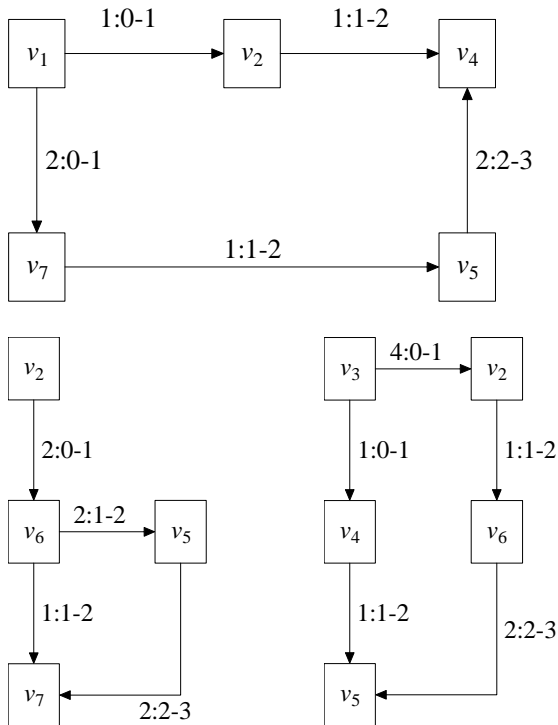 1:0-1 1:1-2
v1 v2 v4
2:0-1 2:2-3
v7 1:1-2 v5
v2
2:0-1
v6 2:1-2 v5
1:1-2
v7
2:2-3
v3 4:0-1 v2
1:0-1 1:1-2
v4 v6
1:1-2 2:2-3
v5